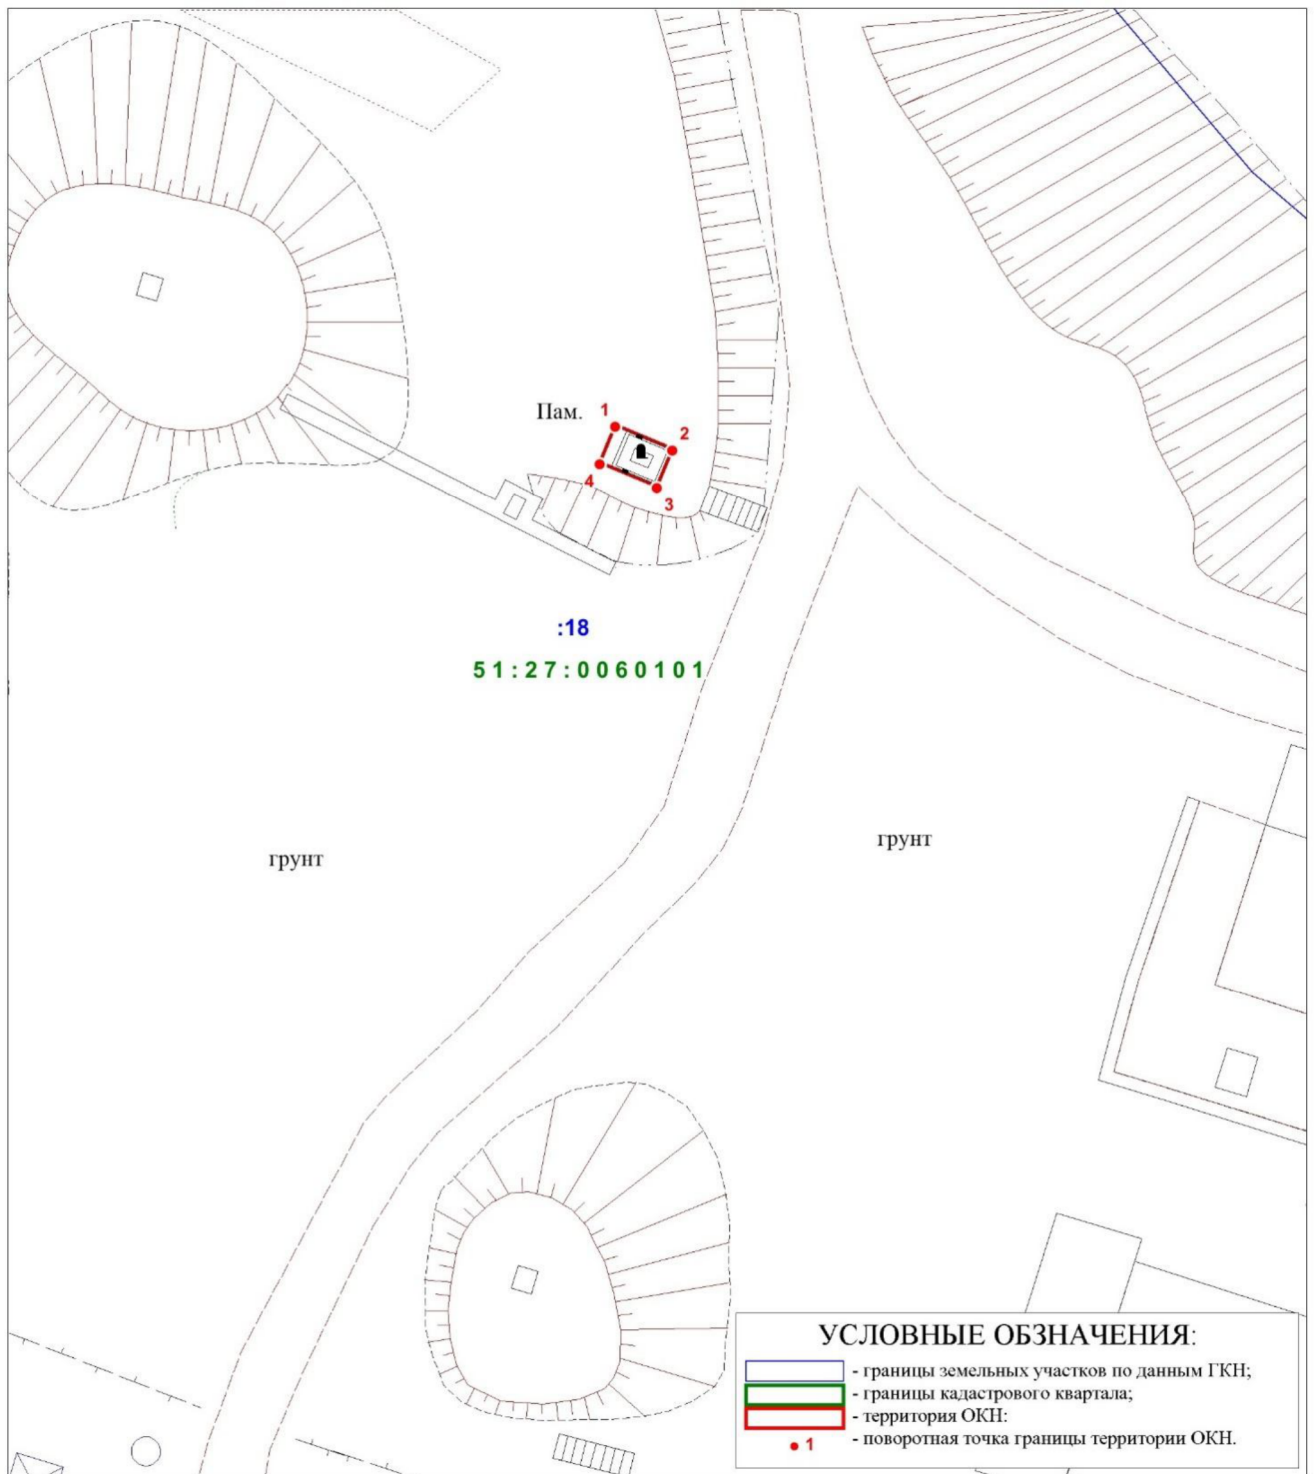 Пам.
1
2
4
3
:18
51:27:0060101
грунт
грунт
УСЛОВНЫЕ ОБЗНАЧЕНИЯ:
- границы земельных участков по данным ГКН;
- границы кадастрового квартала;
- территория ОКН:
1 - поворотная точка границы территории ОКН.